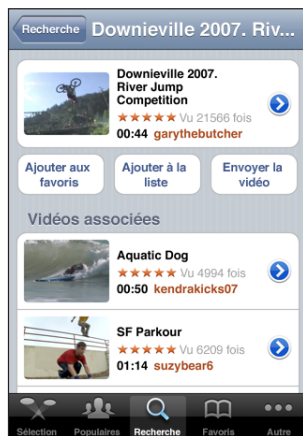 Recherche
Downieville 2007. Riv...
Downieville 2007.
River Jump
Competition
Vu 21566 fois
00:44 garythebutcher
Ajouter aux
favoris
Ajouter à la
liste
Envoyer la
vidéo
Vidéos associées
Aquatic Dog
Vu 4994 fois
00:50 kendrakicks07
SF Parkour
Vu 6209 fois
01:14 suzybear6
Sélection
Populaires
Recherche
Favoris
Autre